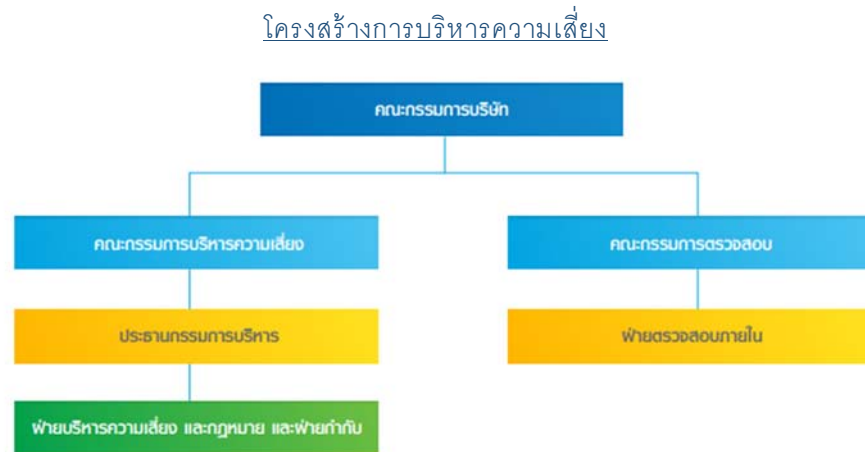 โครงสร้างการบริหารความเสี่ยง
คณะกรรมการบริษัท
คณะกรรมการบริหารความเสี่ยง
คณะกรรมการตรวจสอบ
ประธานกรรมการบริหาร
ฝ่ายตรวจสอบภายใน
ฝ่ายบริหารความเสี่ยง และกฎหมาย และฝ่ายกำกับ